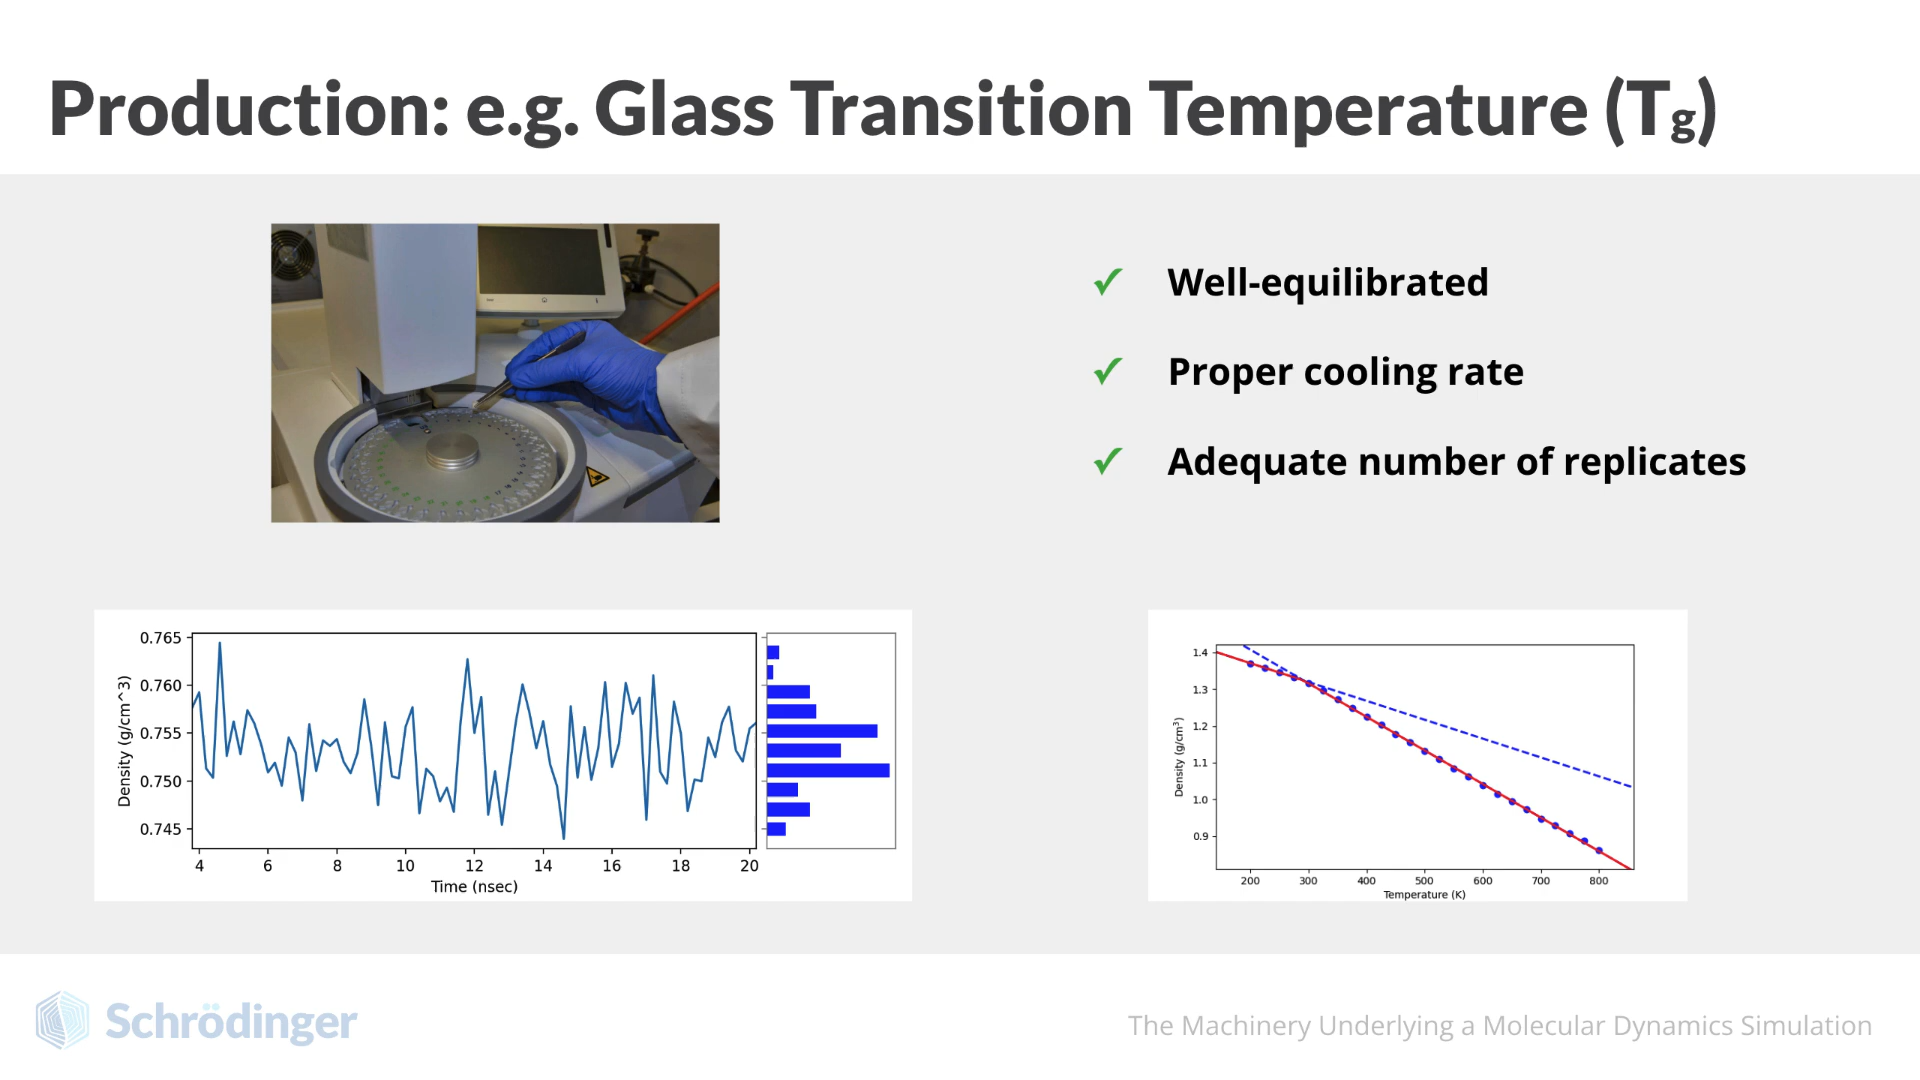 Production: e.g. Glass Transition Temperature (Tg)
✓ Well-equilibrated
✓ Proper cooling rate
✓ Adequate number of replicates
Density (g/cm^3)
0.765
0.760
0.755
0.750
0.745
4 6 8 10 12 14 16 18 20
Time (nsec)
Density (g/cm³)
1.4
1.3
1.2
1.1
1.0
0.9
200 300 400 500 600 700 800
Temperature (K)
Schrödinger
The Machinery Underlying a Molecular Dynamics Simulation